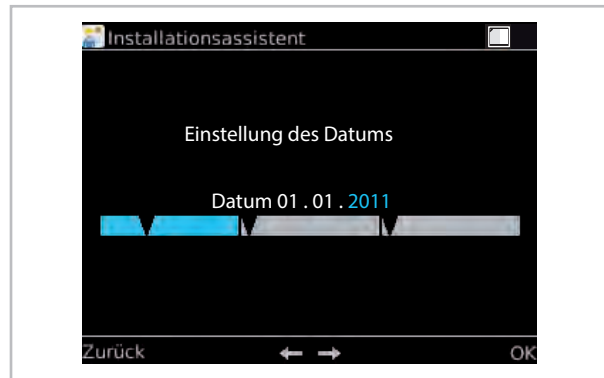 Installationsassistent
Einstellung des Datums
Datum 01 . 01 . 2011
Zurück OK